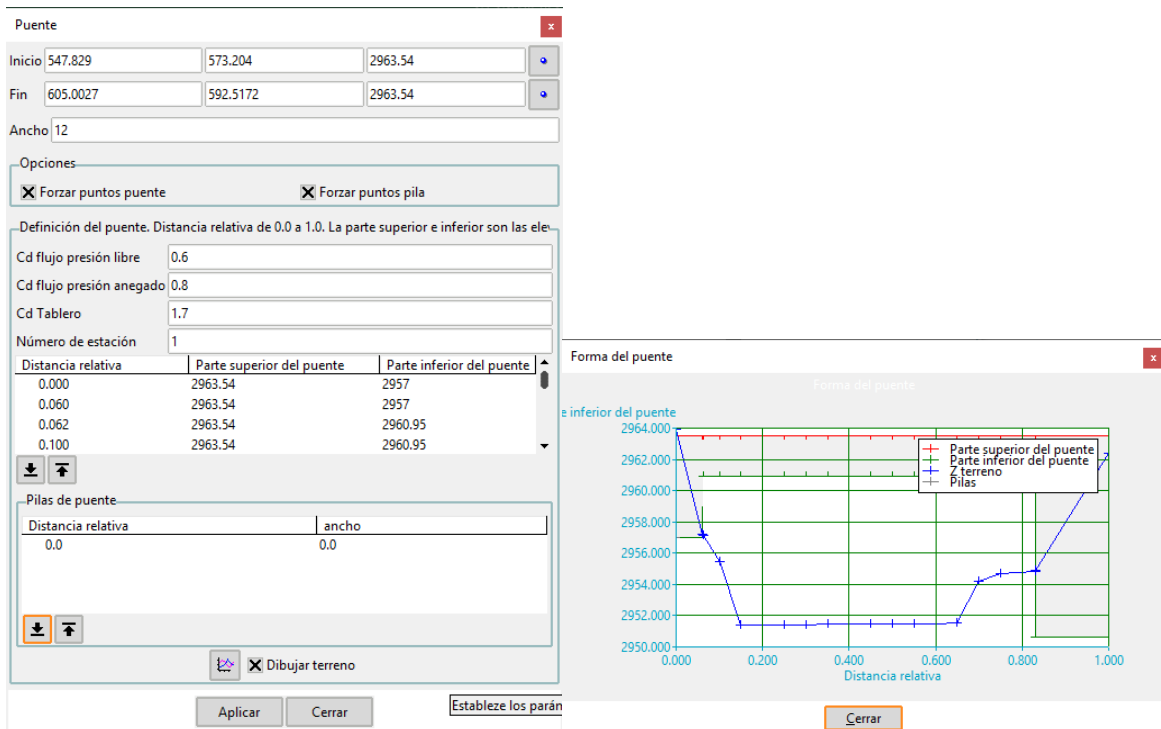 Puente
x
Inicio 547.829 573.204 2963.54
Fin 605.0027 592.5172 2963.54
Ancho 12
Opciones
Forzar puntos puente Forzar puntos pila
Definición del puente. Distancia relativa de 0.0 a 1.0. La parte superior e inferior son las ele
Cd flujo presión libre 0.6
Cd flujo presión anegado 0.8
Cd Tablero 1.7
Número de estación 1
Distancia relativa Parte superior del puente Parte inferior del puente
0.000 2963.54 2957
0.060 2963.54 2957
0.062 2963.54 2960.95
0.100 2963.54 2960.95
Pilas de puente
Distancia relativa ancho
0.0 0.0
Dibujar terreno
Aplicar Cerrar
Estableze los parán
Forma del puente
x
Forma del puente
e inferior del puente
2964.000
2962.000
2960.000
2958.000
2956.000
2954.000
2952.000
2950.000
Parte superior del puente
Parte inferior del puente
Z terreno
Pilas
0.000 0.200 0.400 0.600 0.800 1.000
Distancia relativa
Cerrar